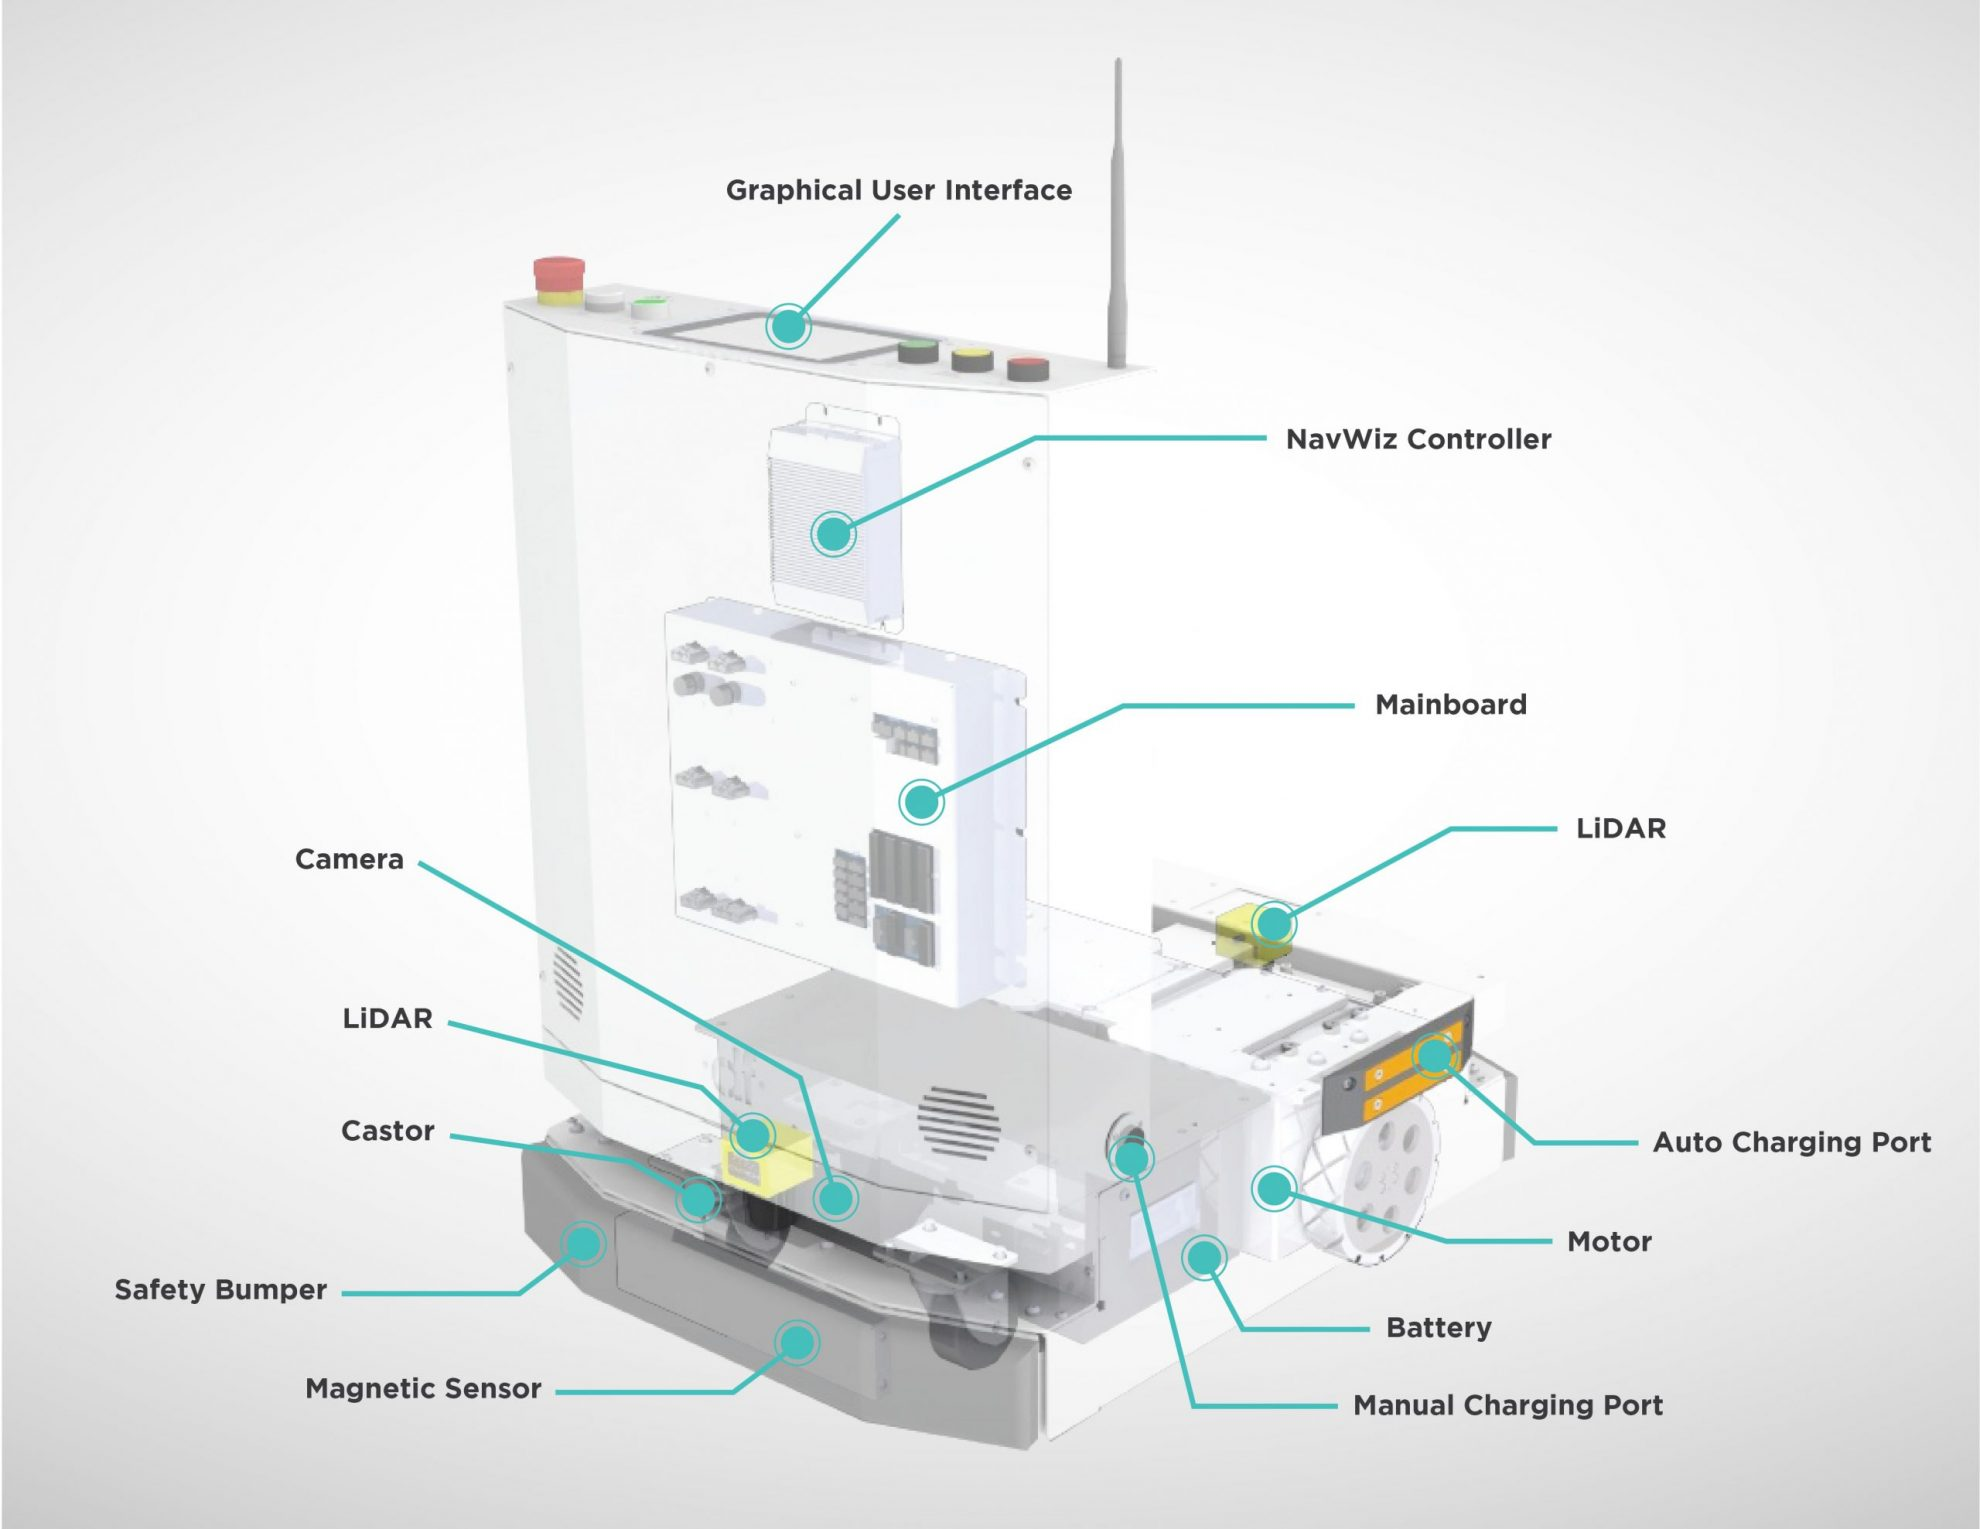 Graphical User Interface
NavWiz Controller
Mainboard
LiDAR
Camera
LiDAR
Castor
Auto Charging Port
Motor
Safety Bumper
Battery
Magnetic Sensor
Manual Charging Port